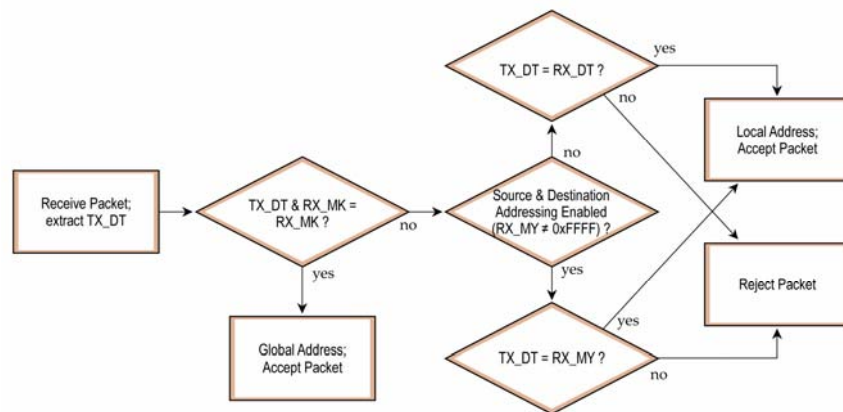 Receive Packet;
extract TX_DT
TX_DT & RX_MK =
RX_MK ?
no
yes
Global Address;
Accept Packet
Source & Destination
Addressing Enabled
(RX_MY ≠ 0xFFFF) ?
no
yes
TX_DT = RX_DT ?
yes
no
TX_DT = RX_MY ?
yes
no
Local Address;
Accept Packet
Reject Packet